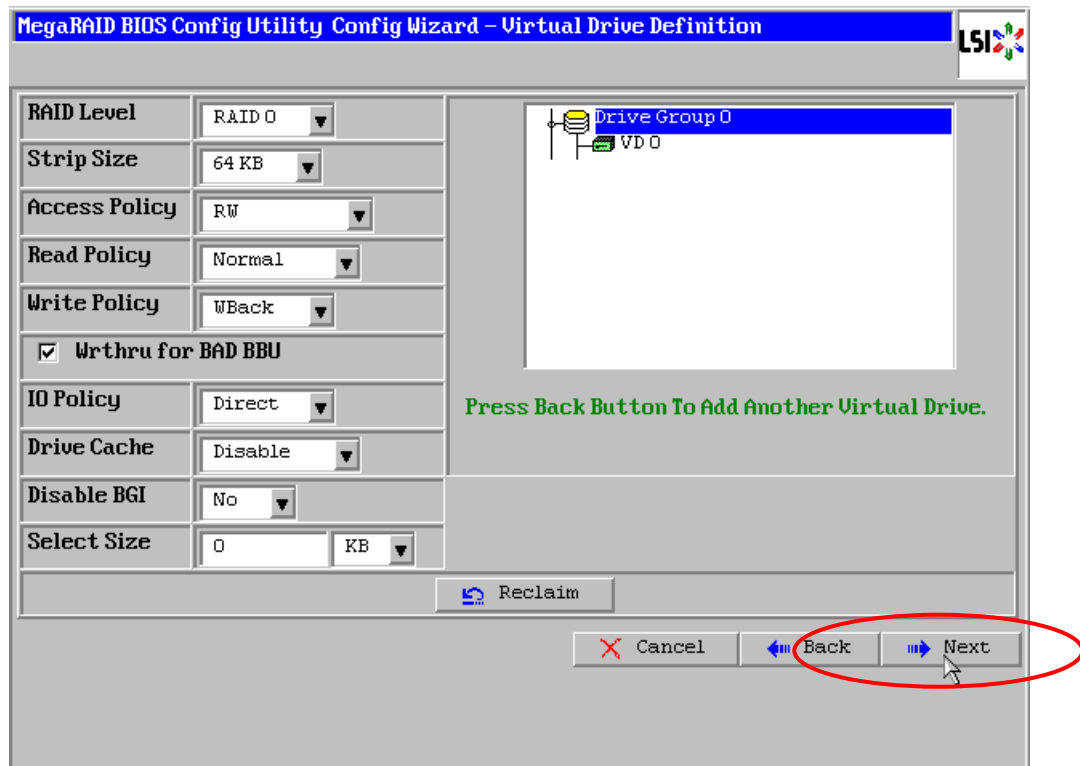 MegaRAID BIOS Config Utility Config Wizard – Virtual Drive Definition
LSI
RAID Level RAID 0
Strip Size 64 KB
Access Policy RW
Read Policy Normal
Write Policy WBack
Wrthru for BAD BBU
IO Policy Direct
Drive Cache Disable
Disable BGI No
Select Size 0 KB
Drive Group 0
VD 0
Press Back Button To Add Another Virtual Drive.
Reclaim
Cancel Back Next